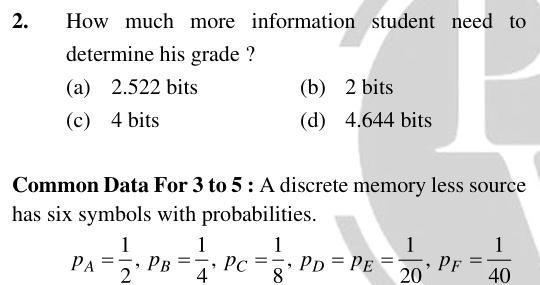 2. How much more information student need to
determine his grade ?
(a) 2.522 bits (b) 2 bits
(c) 4 bits (d) 4.644 bits
Common Data For 3 to 5 : A discrete memory less source
has six symbols with probabilities.
p_A = 1/2, p_B = 1/4, p_C = 1/8, p_D = p_E = 1/20, p_F = 1/40